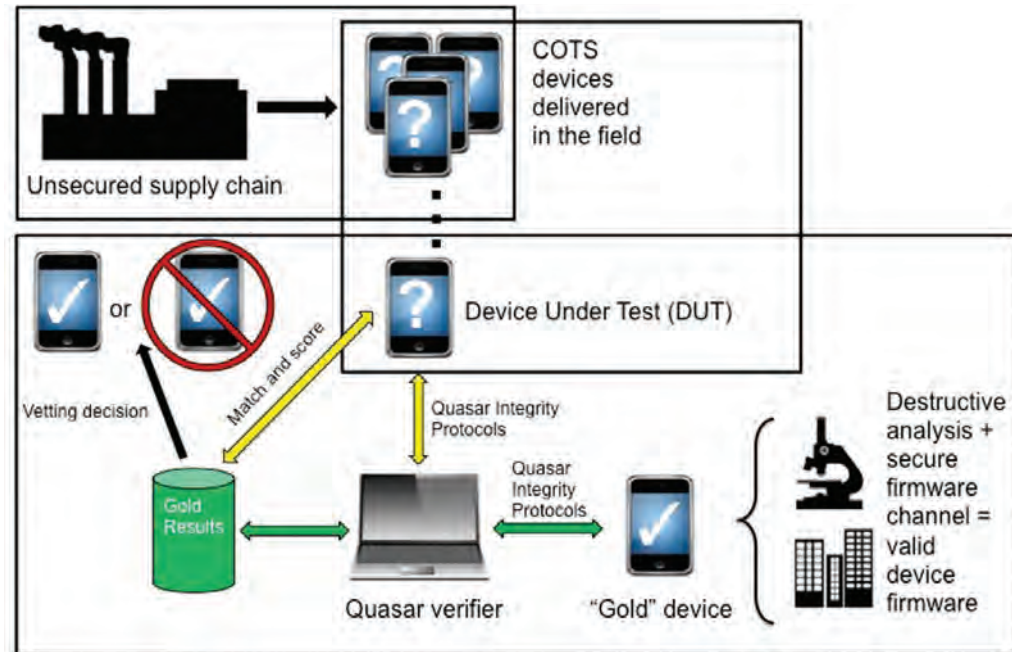 COTS
devices
delivered
in the field
?
?
?
?
Unsecured supply chain
or
?
Device Under Test (DUT)
Match and score
Vetting decision
Quasar Integrity
Protocols
Destructive
analysis +
secure
firmware
channel =
valid
device
firmware
Quasar
Integrity
Protocols
Gold
Results
Quasar verifier
“Gold” device